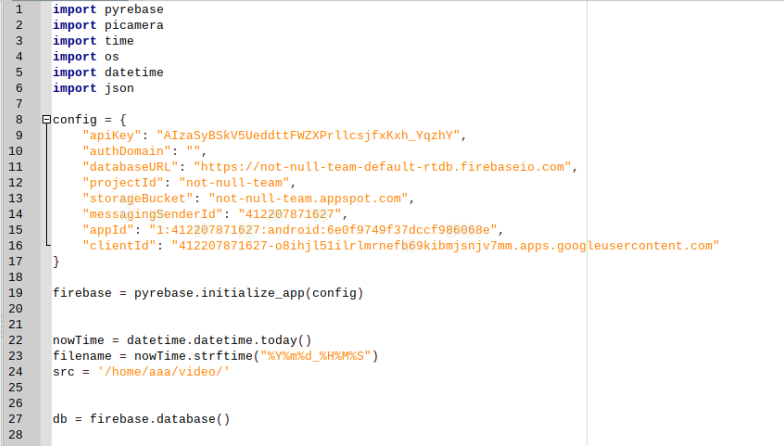 1 import pyrebase
2 import picamera
3 import time
4 import os
5 import datetime
6 import json
7
8 config = {
9 "apiKey": "AIzaSyBSkV5UeddttFWZXPrllcsjfxKxh_YqzhY",
10 "authDomain": "",
11 "databaseURL": "https://not-null-team-default-rtdb.firebaseio.com",
12 "projectId": "not-null-team",
13 "storageBucket": "not-null-team.appspot.com",
14 "messagingSenderId": "412207871627",
15 "appId": "1:412207871627:android:6e0f9749f37dccf986068e",
16 "clientId": "412207871627-o8ihjl51ilrlmrnefb69kibmjsnjv7mm.apps.googleusercontent.com"
17 }
18
19 firebase = pyrebase.initialize_app(config)
20
21
22 nowTime = datetime.datetime.today()
23 filename = nowTime.strftime("%Y%m%d_%H%M%S")
24 src = '/home/aaa/video/'
25
26
27 db = firebase.database()
28